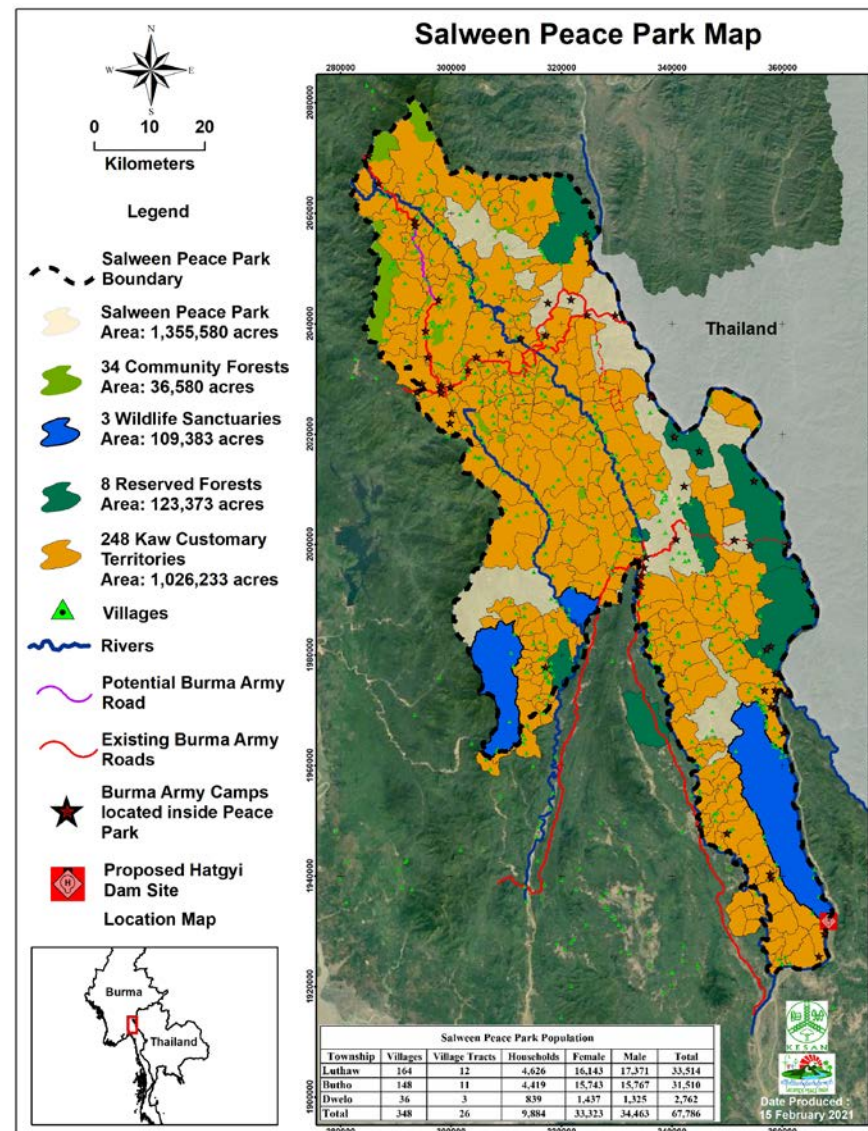 Salween Peace Park Map
N
W
E
S
0 10 20
Kilometers
Legend
Salween Peace Park
Boundary
Salween Peace Park
Area: 1,355,580 acres
34 Community Forests
Area: 36,580 acres
3 Wildlife Sanctuaries
Area: 109,383 acres
8 Reserved Forests
Area: 123,373 acres
248 Kaw Customary
Territories
Area: 1,026,233 acres
Villages
Rivers
Potential Burma Army
Road
Existing Burma Army
Roads
Burma Army Camps
located inside Peace
Park
H
Proposed Hatgyi
Dam Site
Location Map
Burma
Thailand
280000 300000 320000 340000 360000
2080000
2060000
2040000
2020000
2000000
1980000
1960000
1940000
1920000
1900000
Thailand
H
Salween Peace Park Population
Township Villages Village Tracts Households Female Male Total
Luthaw 164 12 4,626 16,143 17,371 33,514
Butho 148 11 4,419 15,743 15,767 31,510
Dwelo 36 3 839 1,437 1,325 2,762
Total 348 26 9,884 33,323 34,463 67,786
KESAN
Date Produced :
15 February 2021